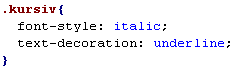 .kursiv{
font-style: italic;
text-decoration: underline;
}